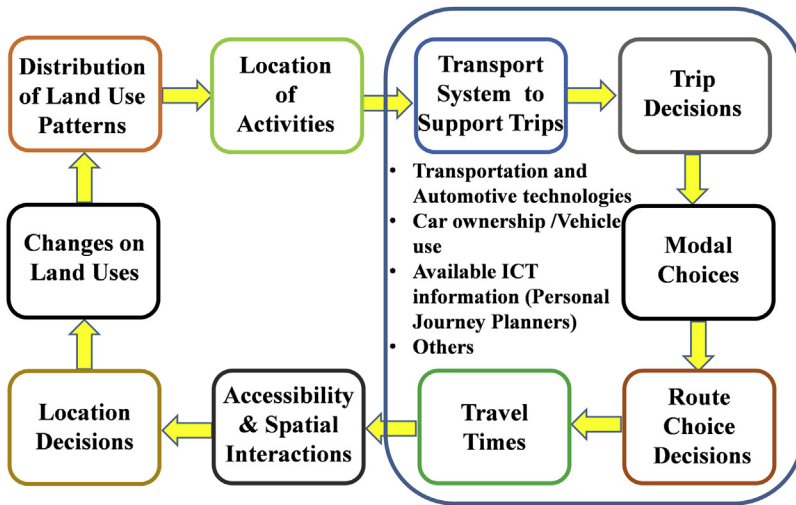 Distribution
of Land Use
Patterns
Location
of
Activities
Transport
System to
Support Trips
Trip
Decisions
• Transportation and
Automotive technologies
• Car ownership /Vehicle
use
• Available ICT
information (Personal
Journey Planners)
• Others
Changes on
Land Uses
Modal
Choices
Location
Decisions
Accessibility
& Spatial
Interactions
Travel
Times
Route
Choice
Decisions